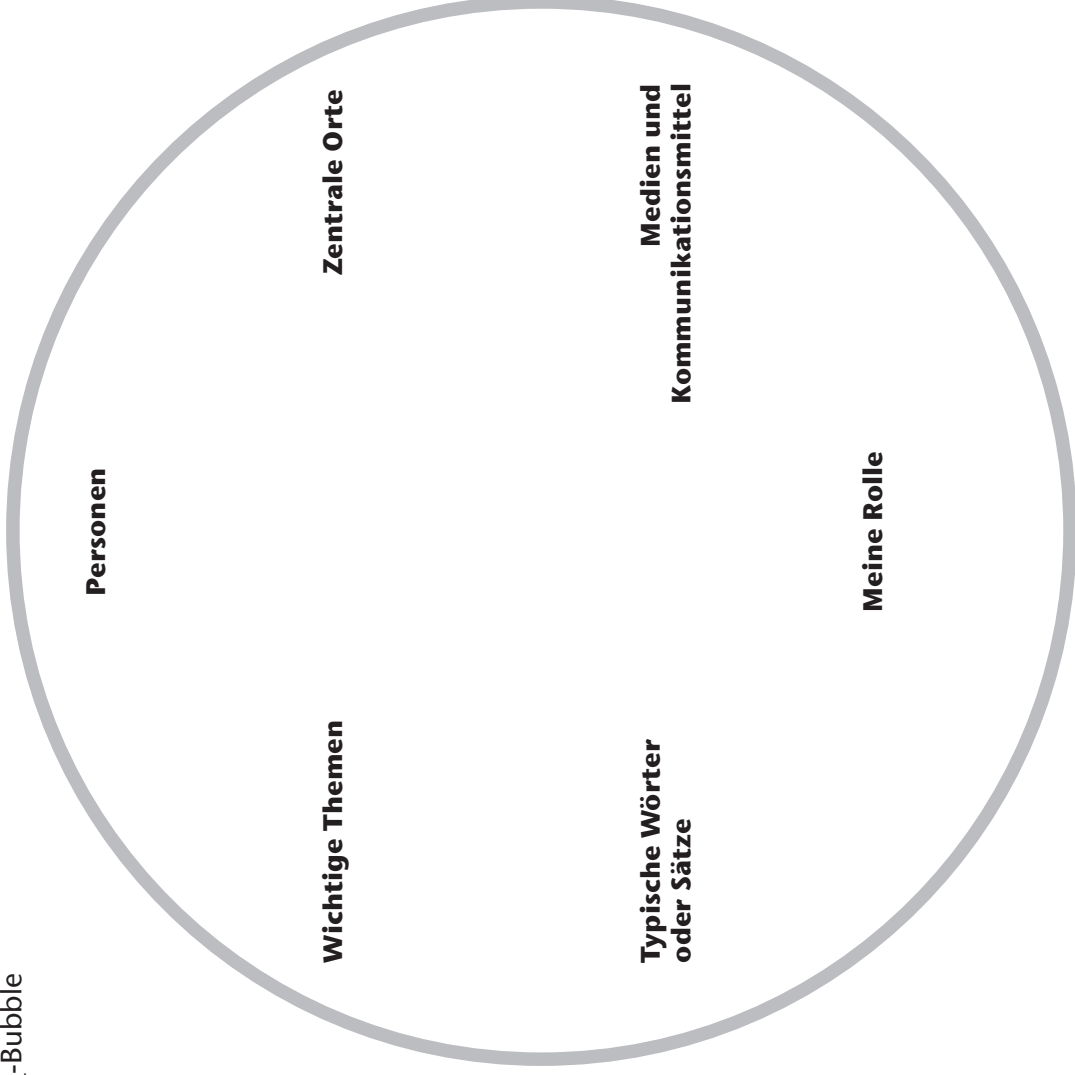 -Bubble
Personen
Wichtige Themen
Zentrale Orte
Typische Wörter
oder Sätze
Medien und
Kommunikationsmittel
Meine Rolle